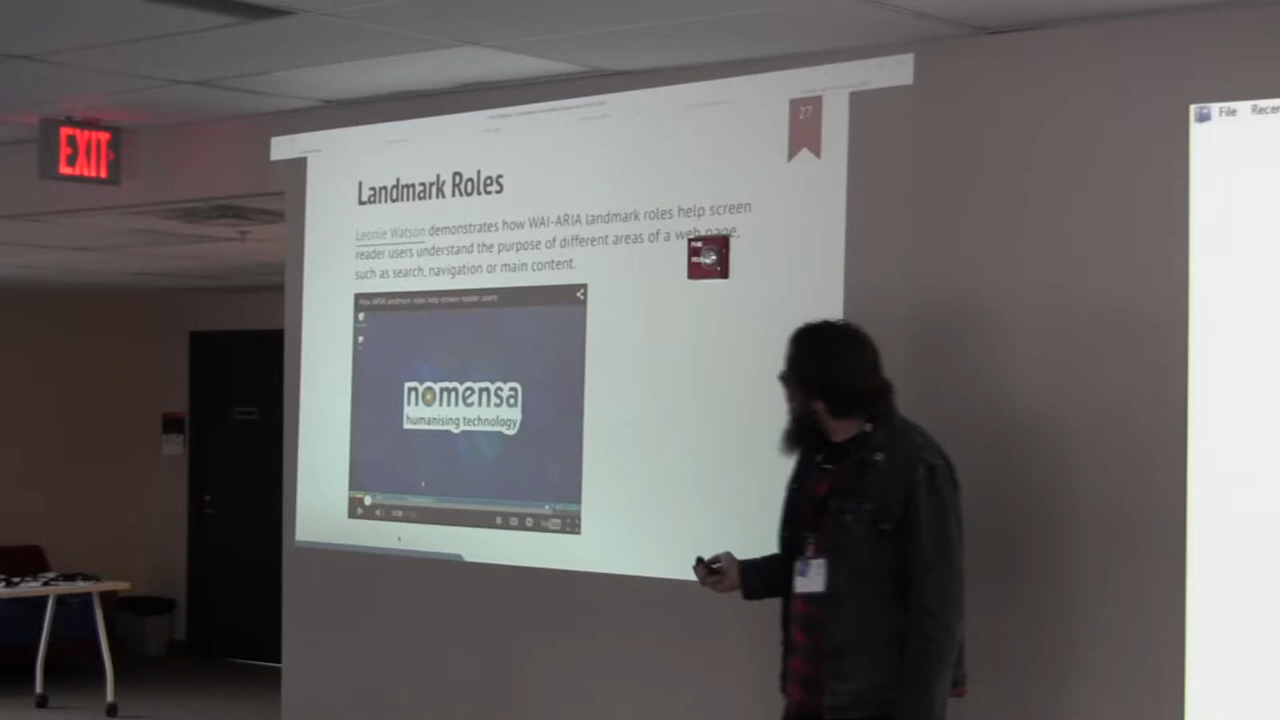 EXIT
27
Landmark Roles
Leonie Watson demonstrates how WAI-ARIA landmark roles help screen
reader users understand the purpose of different areas of a web page,
such as search, navigation or main content.
How ARIA landmark roles help screen reader users
nomensa
humanising technology
File Recen